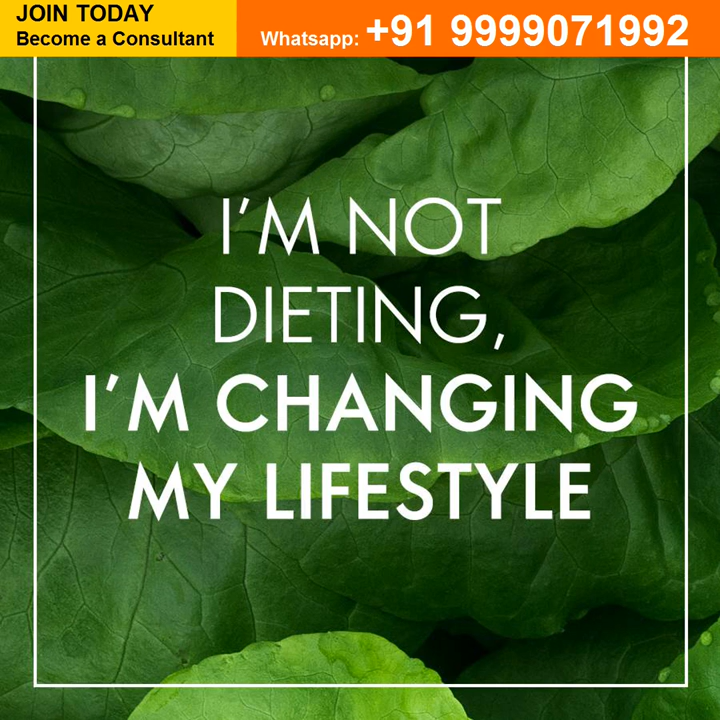 JOIN TODAY
Become a Consultant
Whatsapp: +91 9999071992
I'M NOT
DIETING,
I'M CHANGING
MY LIFESTYLE